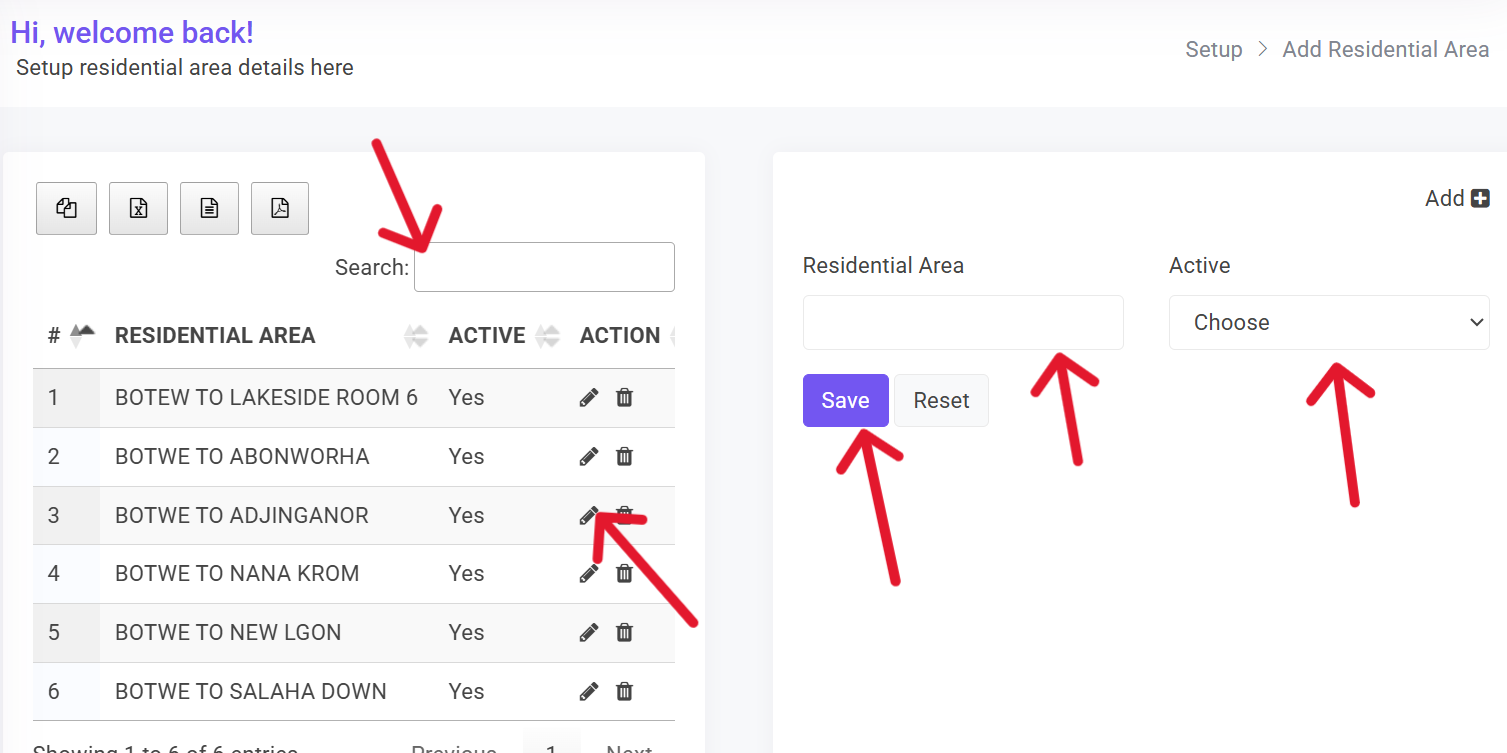 Hi, welcome back!
Setup residential area details here
Setup > Add Residential Area
Search:
# RESIDENTIAL AREA ACTIVE ACTION
1 BOTEW TO LAKESIDE ROOM 6 Yes
2 BOTWE TO ABONWORHA Yes
3 BOTWE TO ADJINGANOR Yes
4 BOTWE TO NANA KROM Yes
5 BOTWE TO NEW LGON Yes
6 BOTWE TO SALAHA DOWN Yes
Showing 1 to 6 of 6 entries Previous 1 Next
Add
Residential Area Active
Choose
Save Reset